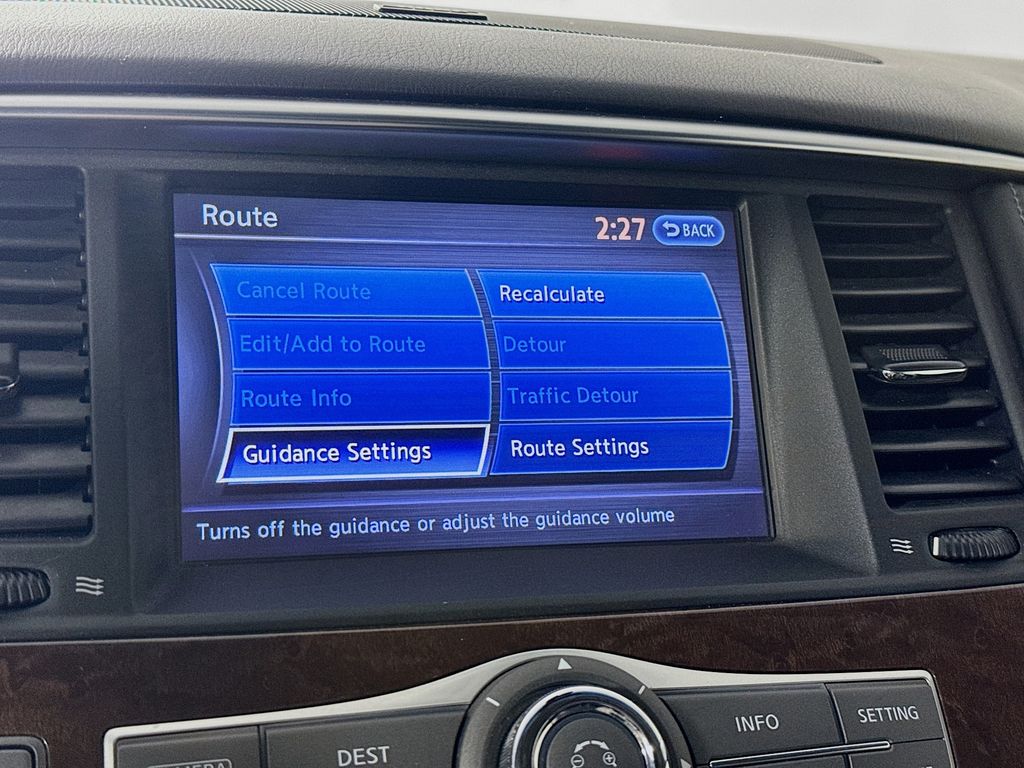 Route
2:27 BACK
Cancel Route
Recalculate
Edit/Add to Route
Detour
Route Info
Traffic Detour
Guidance Settings
Route Settings
Turns off the guidance or adjust the guidance volume
INFO
SETTING
DEST